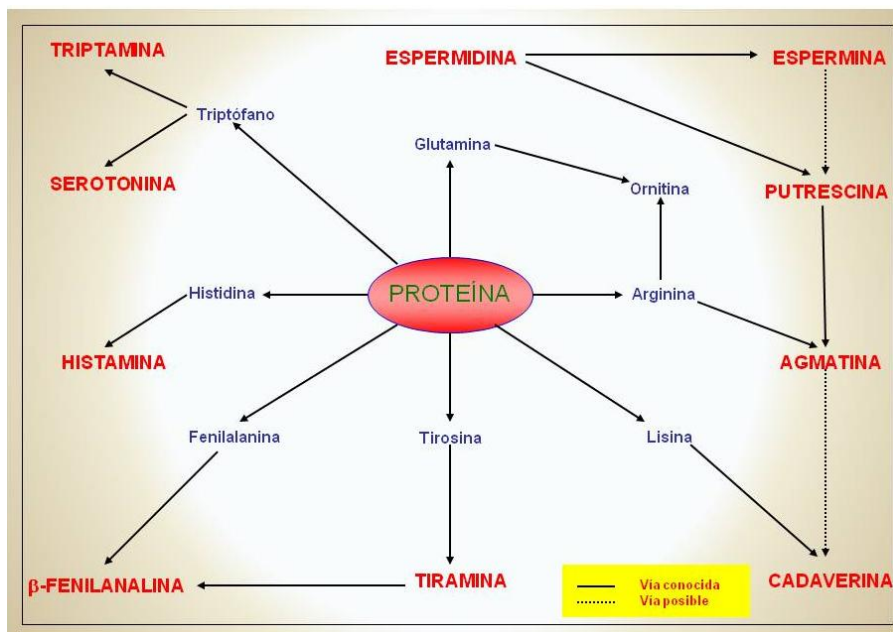 TRIPTAMINA
ESPERMIDINA
ESPERMINA
Triptófano
Glutamina
SEROTONINA
Ornitina
PUTRESCINA
Histidina
PROTEÍNA
Arginina
HISTAMINA
AGMATINA
Fenilalanina
Tirosina
Lisina
β-FENILANALINA
TIRAMINA
Vía conocida
Vía posible
CADAVERINA